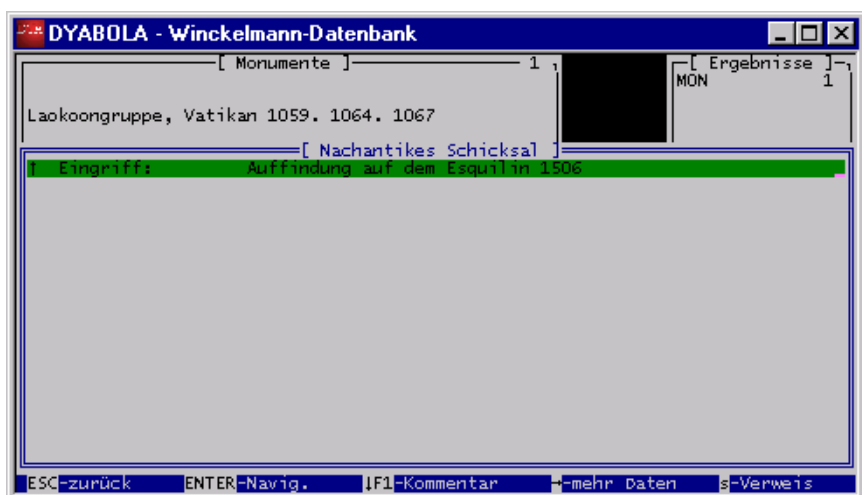 DYABOLA - Winckelmann-Datenbank
[ Monumente ] 1 [ Ergebnisse ]
MON 1
Laokoongruppe, Vatikan 1059. 1064. 1067
[ Nachantikes Schicksal ]
↑ Eingriff: Auffindung auf dem Esquilin 1506
ESC-zurück ENTER-Navig. ↓F1-Kommentar →-mehr Daten s-Verweis